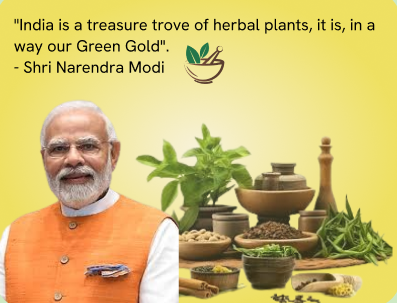 "India is a treasure trove of herbal plants, it is, in a
way our Green Gold".
- Shri Narendra Modi